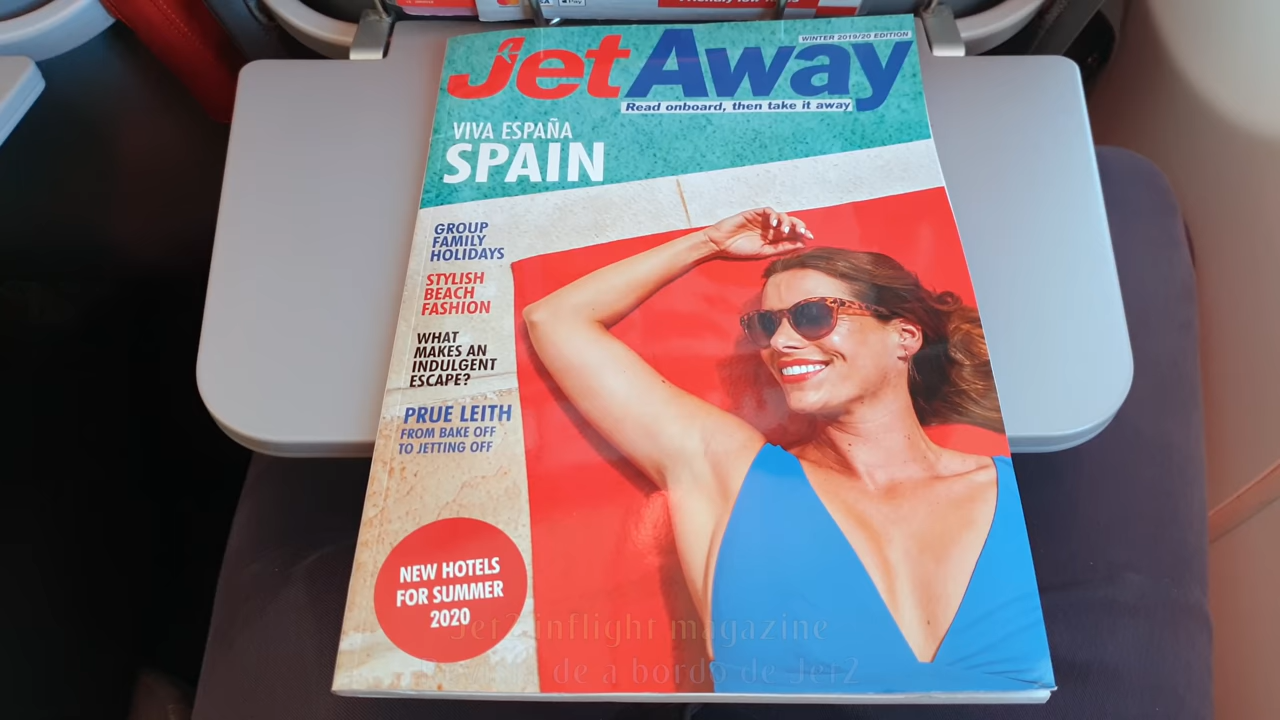 JetAway
WINTER 2019/20 EDITION
Read onboard, then take it away
VIVA ESPAÑA
SPAIN
GROUP
FAMILY
HOLIDAYS
STYLISH
BEACH
FASHION
WHAT
MAKES AN
INDULGENT
ESCAPE?
PRUE LEITH
FROM BAKE OFF
TO JETTING OFF
NEW HOTELS
FOR SUMMER
2020
Jet2 inflight magazine
de a bordo de Jet2